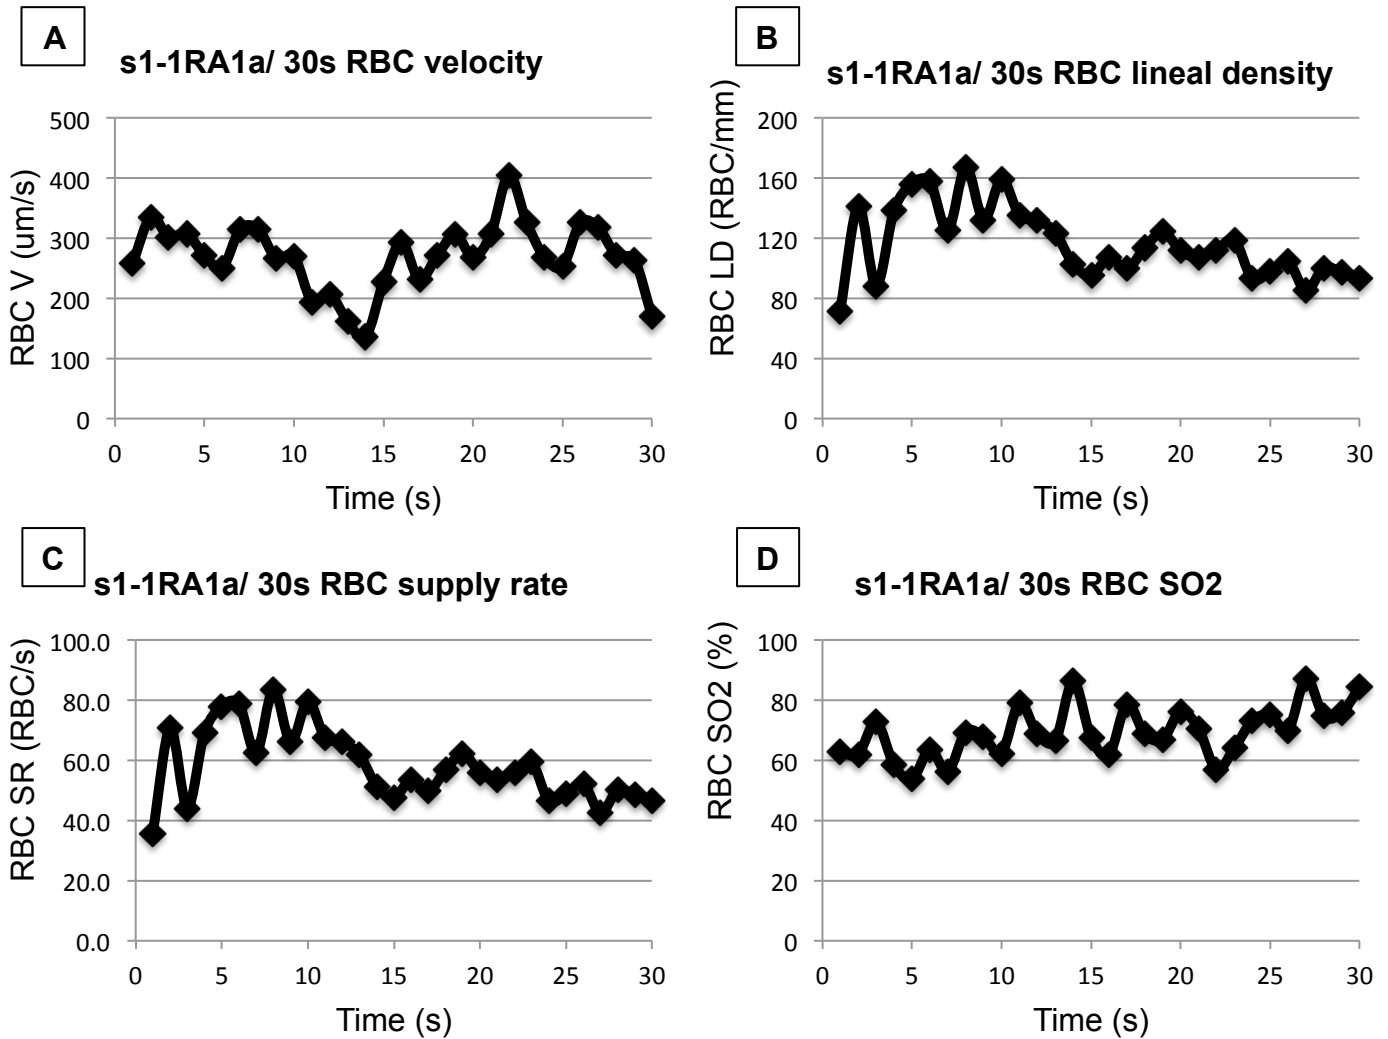 A
s1-1RA1a/ 30s RBC velocity
RBC V (um/s)
500
400
300
200
100
0
0 5 10 15 20 25 30
Time (s)
B
s1-1RA1a/ 30s RBC lineal density
RBC LD (RBC/mm)
200
160
120
80
40
0
0 5 10 15 20 25 30
Time (s)
C
s1-1RA1a/ 30s RBC supply rate
RBC SR (RBC/s)
100.0
80.0
60.0
40.0
20.0
0.0
0 5 10 15 20 25 30
Time (s)
D
s1-1RA1a/ 30s RBC SO2
RBC SO2 (%)
100
80
60
40
20
0
0 5 10 15 20 25 30
Time (s)